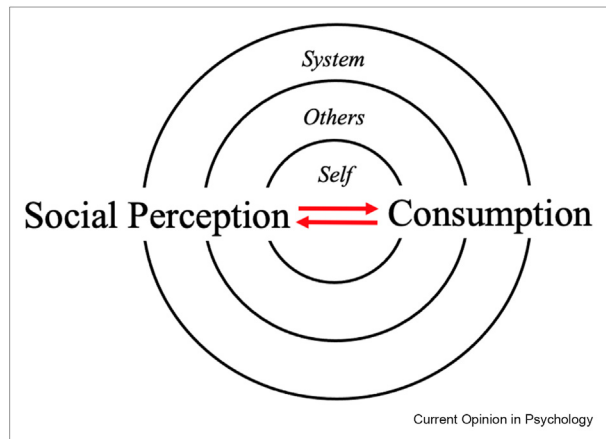 System
Others
Self
Social Perception Consumption
Current Opinion in Psychology